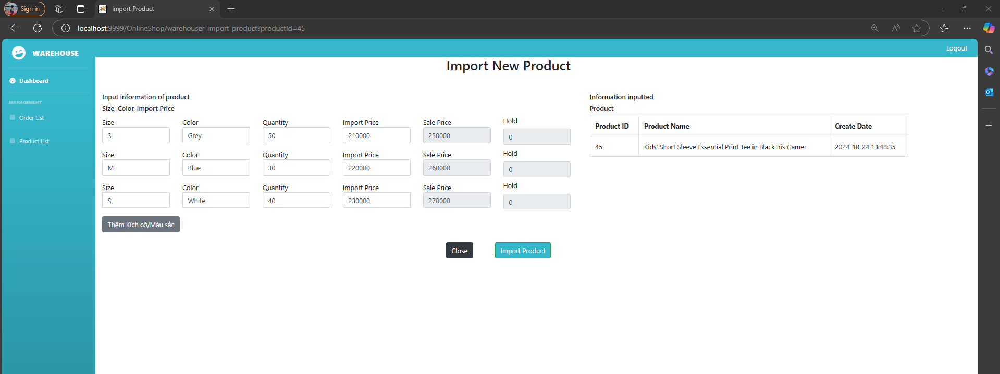 Sign in
Import Product
localhost:9999/OnlineShop/warehouser-import-product?productId=45
WAREHOUSE
Logout
Dashboard
MANAGEMENT
Order List
Product List
Import New Product
Input information of product
Size, Color, Import Price
Size Color Quantity Import Price Sale Price Hold
S Grey 50 210000 250000 0
Size Color Quantity Import Price Sale Price Hold
M Blue 30 220000 260000 0
Size Color Quantity Import Price Sale Price Hold
S White 40 230000 270000 0
Thêm Kích cỡ/Màu sắc
Information inputted
Product
Product ID Product Name Create Date
45 Kids' Short Sleeve Essential Print Tee in Black Iris Gamer 2024-10-24 13:48:35
Close Import Product